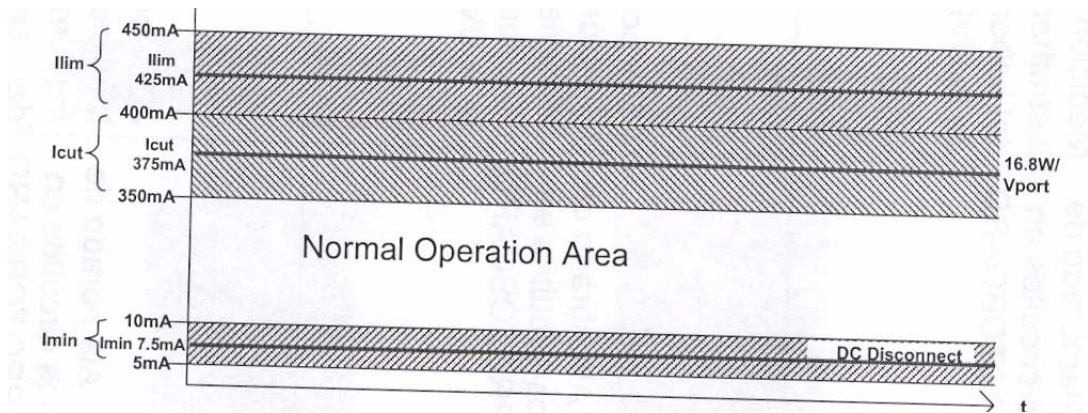 450mA
Ilim
Ilim
425mA
400mA
Icut
Icut
375mA
350mA
16.8W/
Vport
Normal Operation Area
10mA
Imin
Imin 7.5mA
5mA
DC Disconnect
t